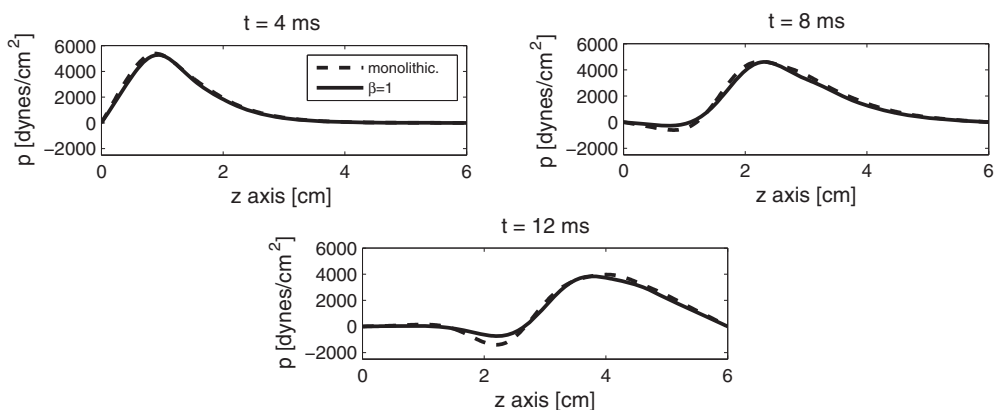 t = 4 ms
p [dynes/cm²]
6000
4000
2000
0
−2000
0 2 4 6
z axis [cm]
monolithic.
β=1
t = 8 ms
p [dynes/cm²]
6000
4000
2000
0
−2000
0 2 4 6
z axis [cm]
t = 12 ms
p [dynes/cm²]
6000
4000
2000
0
−2000
0 2 4 6
z axis [cm]